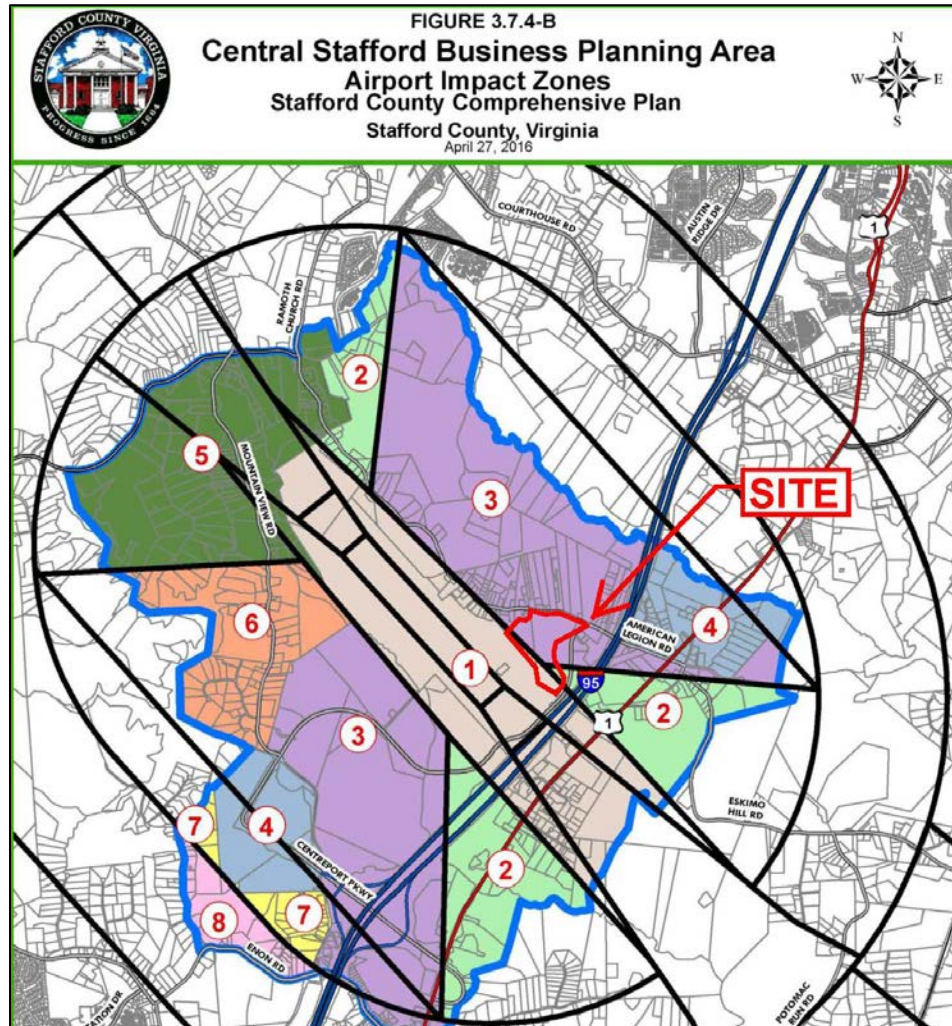 FIGURE 3.7.4-B
Central Stafford Business Planning Area
Airport Impact Zones
Stafford County Comprehensive Plan
Stafford County, Virginia
April 27, 2016
STAFFORD COUNTY VIRGINIA
PROGRESS SINCE 1664
N
W
E
S
COURTHOUSE RD
AUSTIN RIDGE DR
1
RAMOTH CHURCH RD
2
5
MOUNTAIN VIEW RD
3
SITE
6
AMERICAN LEGION RD
4
1
95
2
1
3
ESKIMO HILL RD
7
4
CENTREPORT PKWY
2
8
7
ENON RD
POTOMAC RUN RD